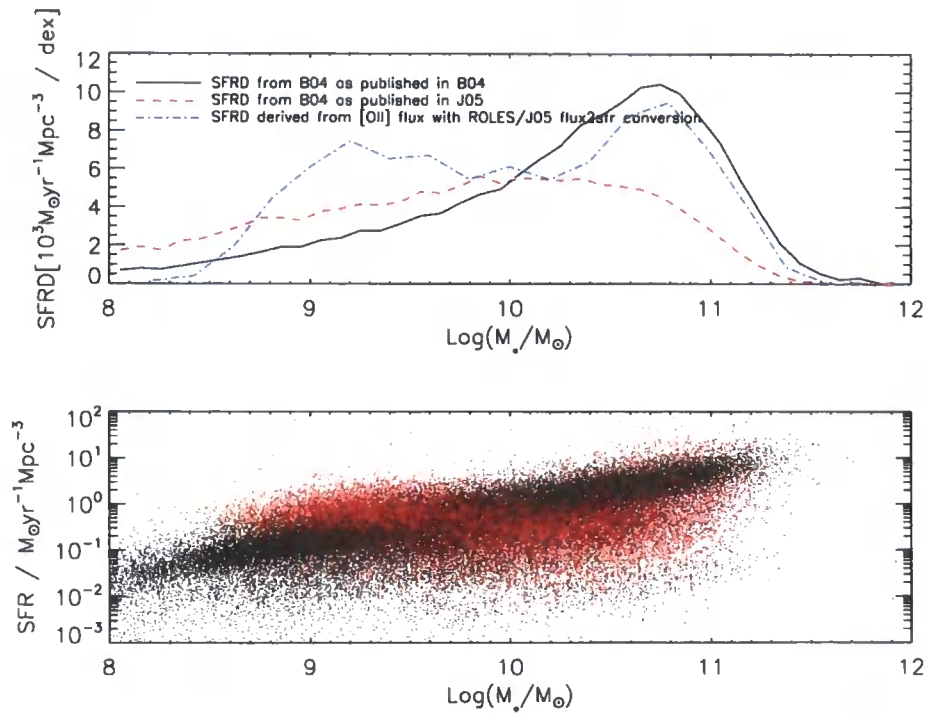 SFRD[10³M⊙yr⁻¹Mpc⁻³ / dex]
12
10
8
6
4
2
0
SFRD from B04 as published in B04
SFRD from B04 as published in J05
SFRD derived from [OII] flux with ROLES/J05 flux2sfr conversion
8 9 10 11 12
Log(M*/M⊙)
SFR / M⊙yr⁻¹Mpc⁻³
10²
10¹
10⁰
10⁻¹
10⁻²
10⁻³
8 9 10 11 12
Log(M*/M⊙)